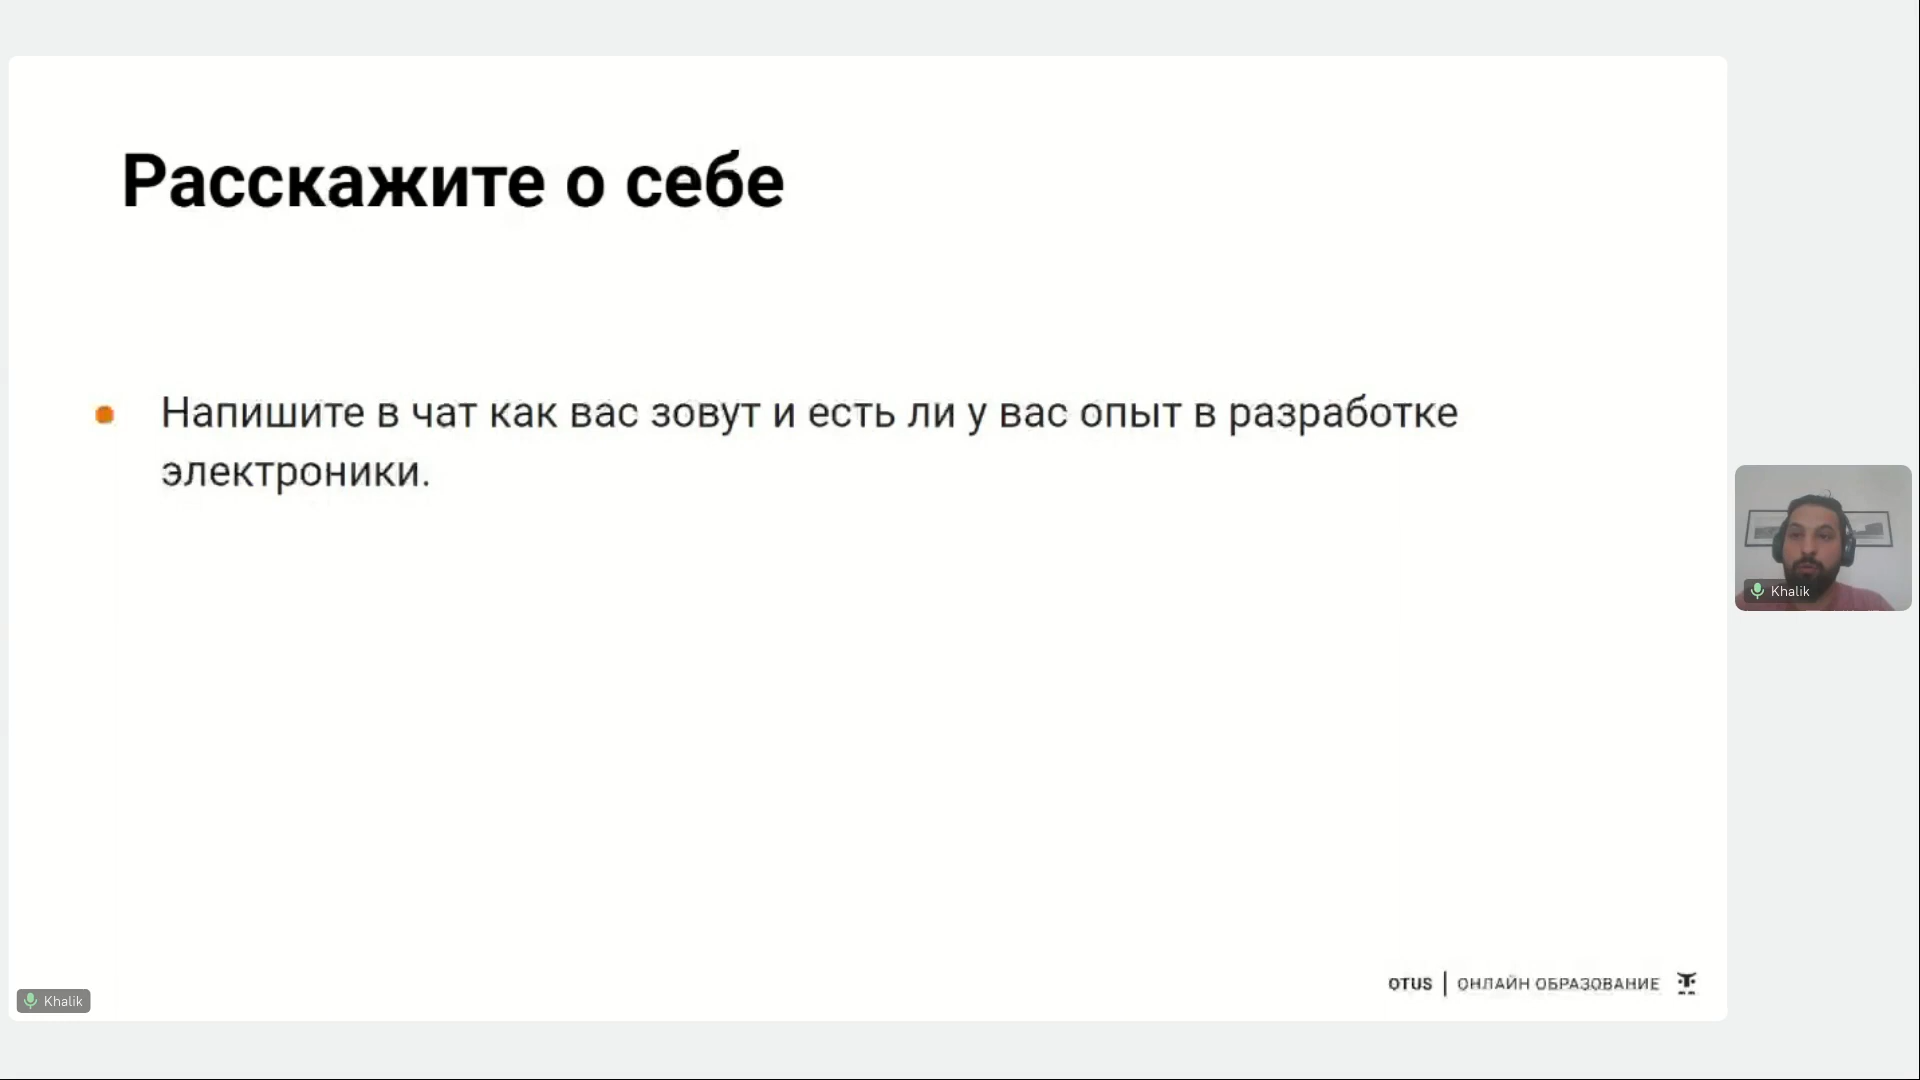 Расскажите о себе
Напишите в чат как вас зовут и есть ли у вас опыт в разработке
электроники.
Khalik
OTUS | ОНЛАЙН ОБРАЗОВАНИЕ
Khalik